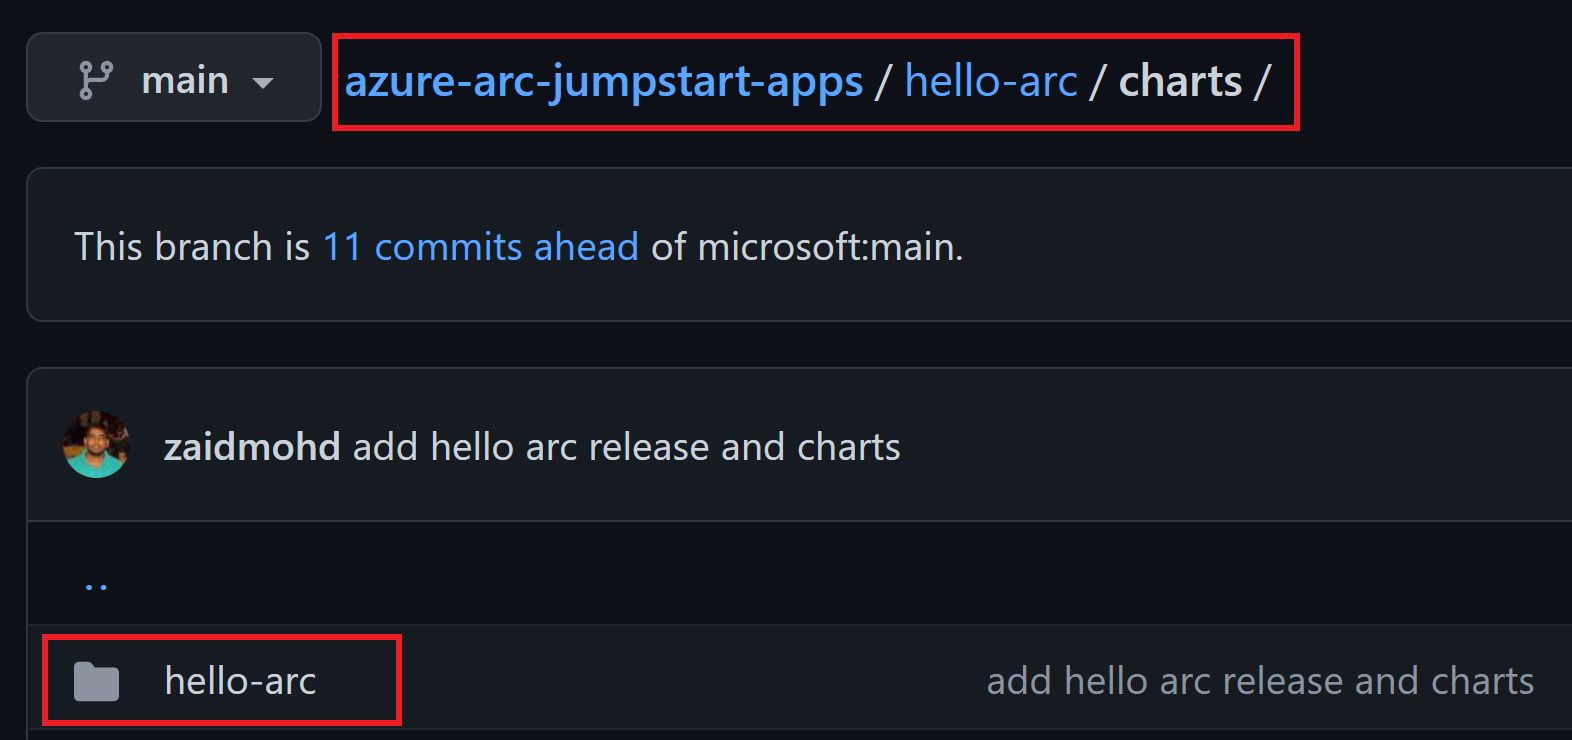 main azure-arc-jumpstart-apps / hello-arc / charts /
This branch is 11 commits ahead of microsoft:main.
zaidmohd add hello arc release and charts
..
hello-arc add hello arc release and charts